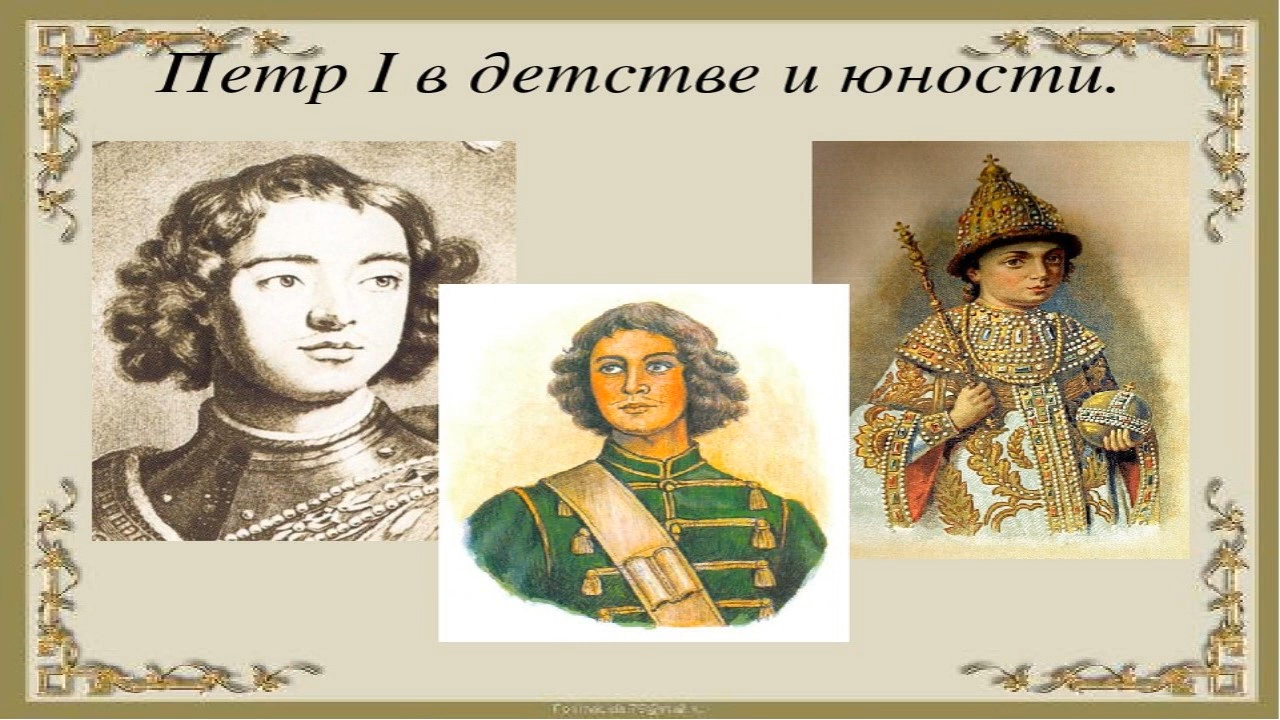 Петр I в детстве и юности.